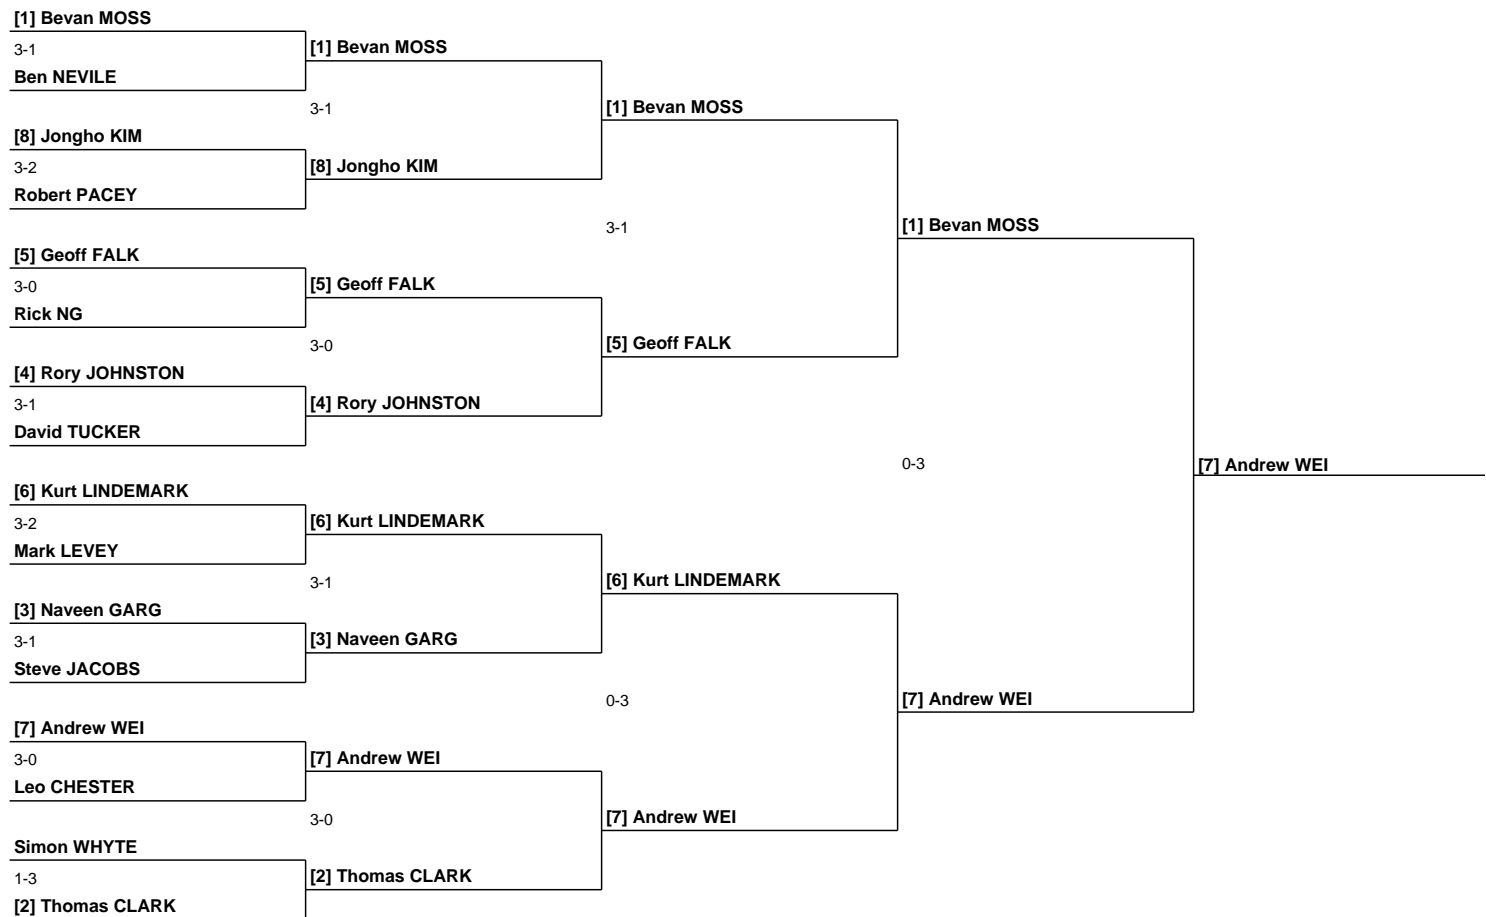 [1] Bevan MOSS
3-1
Ben NEVILE
[8] Jongho KIM
3-2
Robert PACEY
[5] Geoff FALK
3-0
Rick NG
[4] Rory JOHNSTON
3-1
David TUCKER
[6] Kurt LINDEMARK
3-2
Mark LEVEY
[3] Naveen GARG
3-1
Steve JACOBS
[7] Andrew WEI
3-0
Leo CHESTER
Simon WHYTE
1-3
[2] Thomas CLARK
[1] Bevan MOSS
3-1
[8] Jongho KIM
[5] Geoff FALK
3-0
[4] Rory JOHNSTON
[6] Kurt LINDEMARK
3-1
[3] Naveen GARG
[7] Andrew WEI
3-0
[2] Thomas CLARK
[1] Bevan MOSS
3-1
[5] Geoff FALK
[6] Kurt LINDEMARK
0-3
[7] Andrew WEI
[1] Bevan MOSS
0-3
[7] Andrew WEI
[7] Andrew WEI